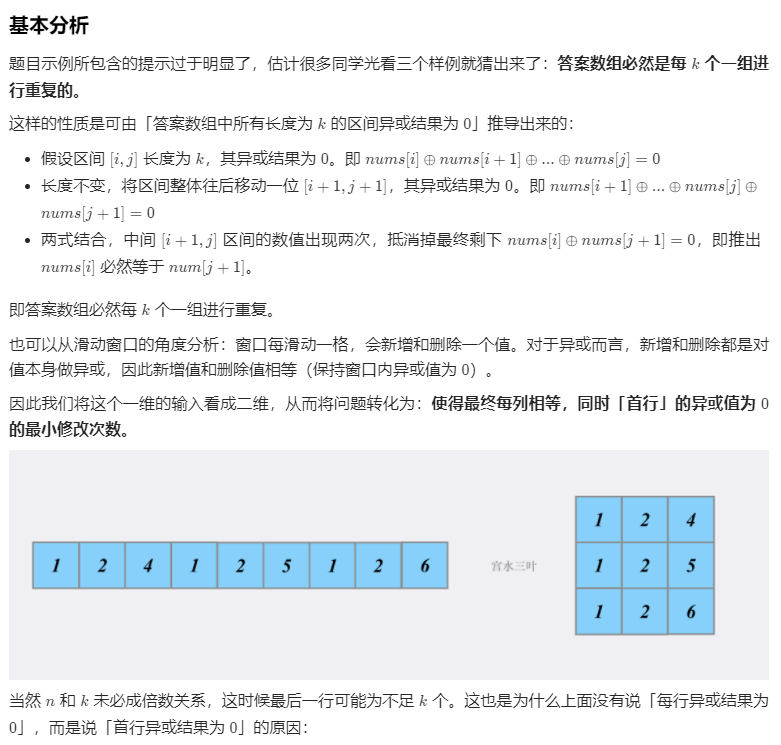 基本分析
题目示例所包含的提示过于明显了，估计很多同学光看三个样例就猜出来了：答案数组必然是每 k 个一组进
行重复的。
这样的性质是可由「答案数组中所有长度为 k 的区间异或结果为 0」推导出来的：
• 假设区间 [i, j] 长度为 k，其异或结果为 0。即 nums[i] ⊕ nums[i + 1] ⊕ ... ⊕ nums[j] = 0
• 长度不变，将区间整体往后移动一位 [i + 1, j + 1]，其异或结果为 0。即 nums[i + 1] ⊕ ... ⊕ nums[j] ⊕
nums[j + 1] = 0
• 两式结合，中间 [i + 1, j] 区间的数值出现两次，抵消掉最终剩下 nums[i] ⊕ nums[j + 1] = 0，即推出
nums[i] 必然等于 num[j + 1]。
即答案数组必然每 k 个一组进行重复。
也可以从滑动窗口的角度分析：窗口每滑动一格，会新增和删除一个值。对于异或而言，新增和删除都是对
值本身做异或，因此新增值和删除值相等（保持窗口内异或值为 0）。
因此我们将这个一维的输入看成二维，从而将问题转化为：使得最终每列相等，同时「首行」的异或值为 0
的最小修改次数。
1 2 4 1 2 5 1 2 6
宫水三叶
1 2 4
1 2 5
1 2 6
当然 n 和 k 未必成倍数关系，这时候最后一行可能为不足 k 个。这也是为什么上面没有说「每行异或结果为
0」，而是说「首行异或结果为 0」的原因：